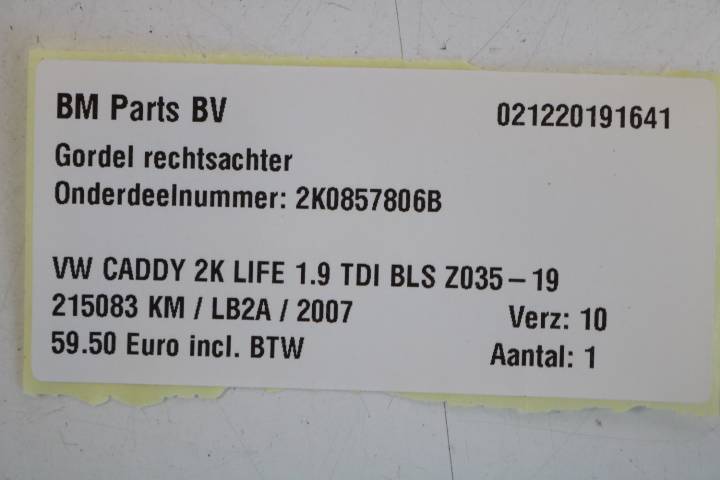 BM Parts BV 021220191641
Gordel rechtsachter
Onderdeelnummer: 2K0857806B
VW CADDY 2K LIFE 1.9 TDI BLS Z035-19
215083 KM / LB2A / 2007 Verz: 10
59.50 Euro incl. BTW Aantal: 1